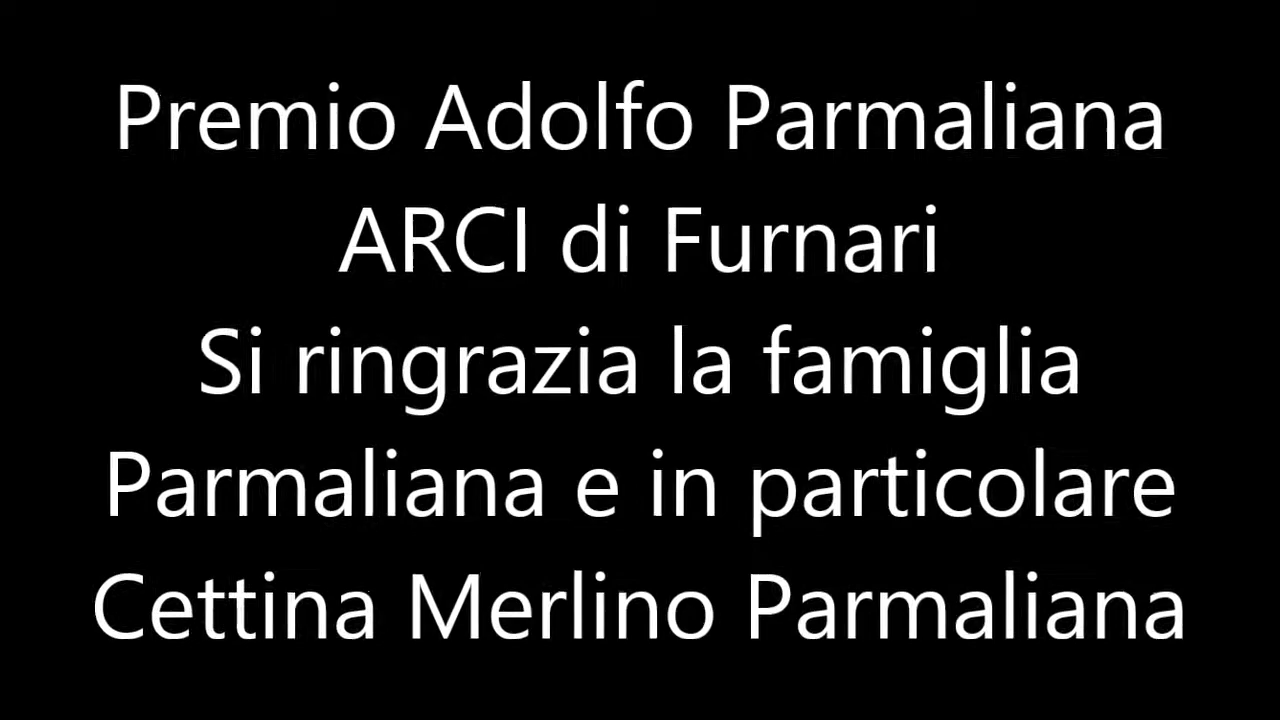 Premio Adolfo Parmaliana
ARCI di Furnari
Si ringrazia la famiglia
Parmaliana e in particolare
Cettina Merlino Parmaliana